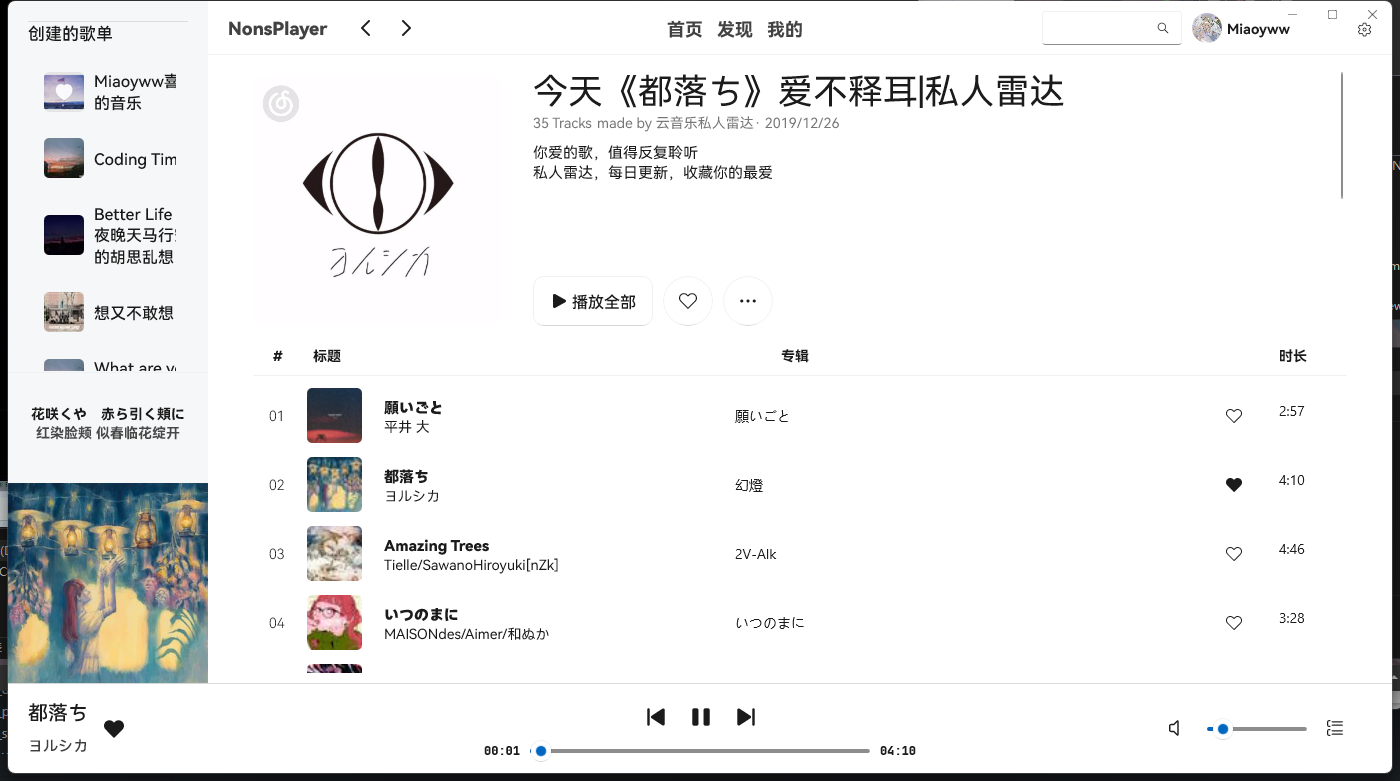 创建的歌单
Miaoyww喜
的音乐
Coding Tim
Better Life
夜晚天马行
的胡思乱想
想又不敢想
What are y
花咲くや 赤ら引く頬に
红染脸颊 似春临花绽开
NonsPlayer
首页 发现 我的
Miaoyww
今天《都落ち》爱不释耳|私人雷达
35 Tracks made by 云音乐私人雷达· 2019/12/26
你爱的歌，值得反复聆听
私人雷达，每日更新，收藏你的最爱
ヨルシカ
播放全部
# 标题 专辑 时长
01 願いごと 願いごと 2:57
平井 大
02 都落ち 幻燈 4:10
ヨルシカ
03 Amazing Trees 2V-Alk 4:46
Tielle/SawanoHiroyuki[nZk]
04 いつのまに いつのまに 3:28
MAISONdes/Aimer/和ぬか
都落ち
ヨルシカ
00:01 04:10